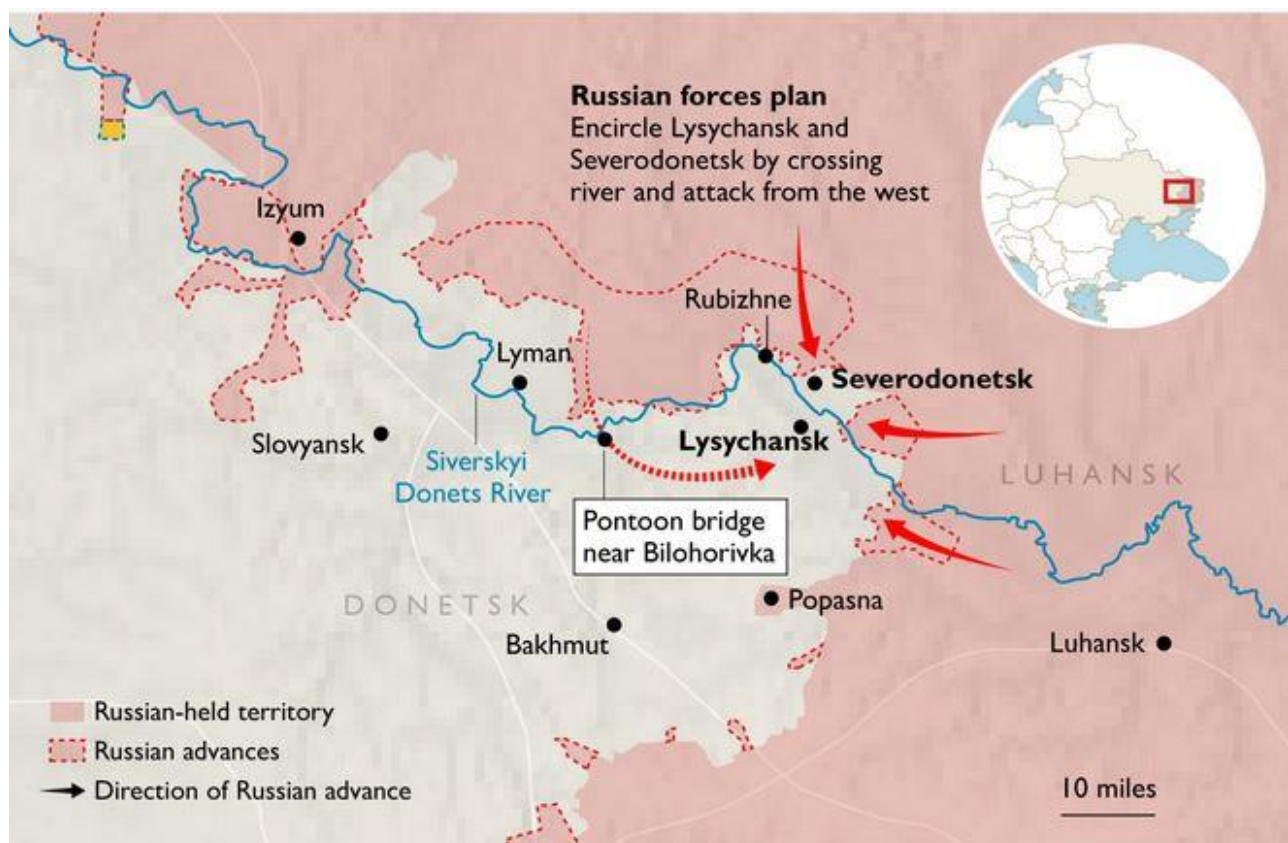 Russian forces plan
Encircle Lysychansk and
Severodonetsk by crossing
river and attack from the west
Izyum
Rubizhne
Lyman
Severodonetsk
Slovyansk
Lysychansk
Siverskyi
Donets River
LUHANSK
Pontoon bridge
near Bilohorivka
DONETSK
Popasna
Bakhmut
Luhansk
Russian-held territory
Russian advances
Direction of Russian advance
10 miles